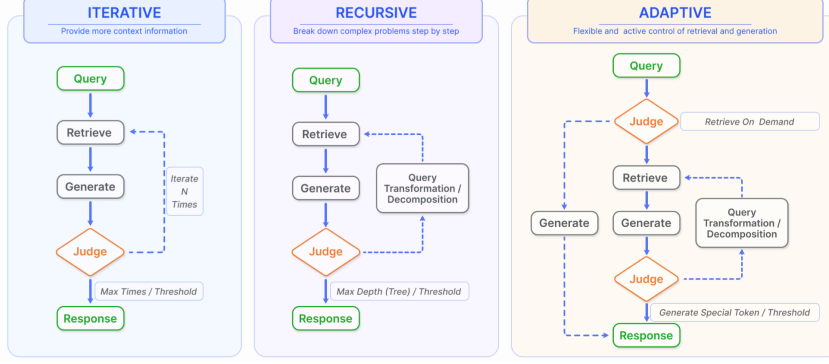 ITERATIVE
Provide more context information
Query
Retrieve
Generate
Iterate
N
Times
Judge
Max Times / Threshold
Response
RECURSIVE
Break down complex problems step by step
Query
Retrieve
Generate
Query
Transformation /
Decomposition
Judge
Max Depth (Tree) / Threshold
Response
ADAPTIVE
Flexible and active control of retrieval and generation
Query
Judge
Retrieve On Demand
Retrieve
Generate
Generate
Query
Transformation /
Decomposition
Judge
Generate Special Token / Threshold
Response